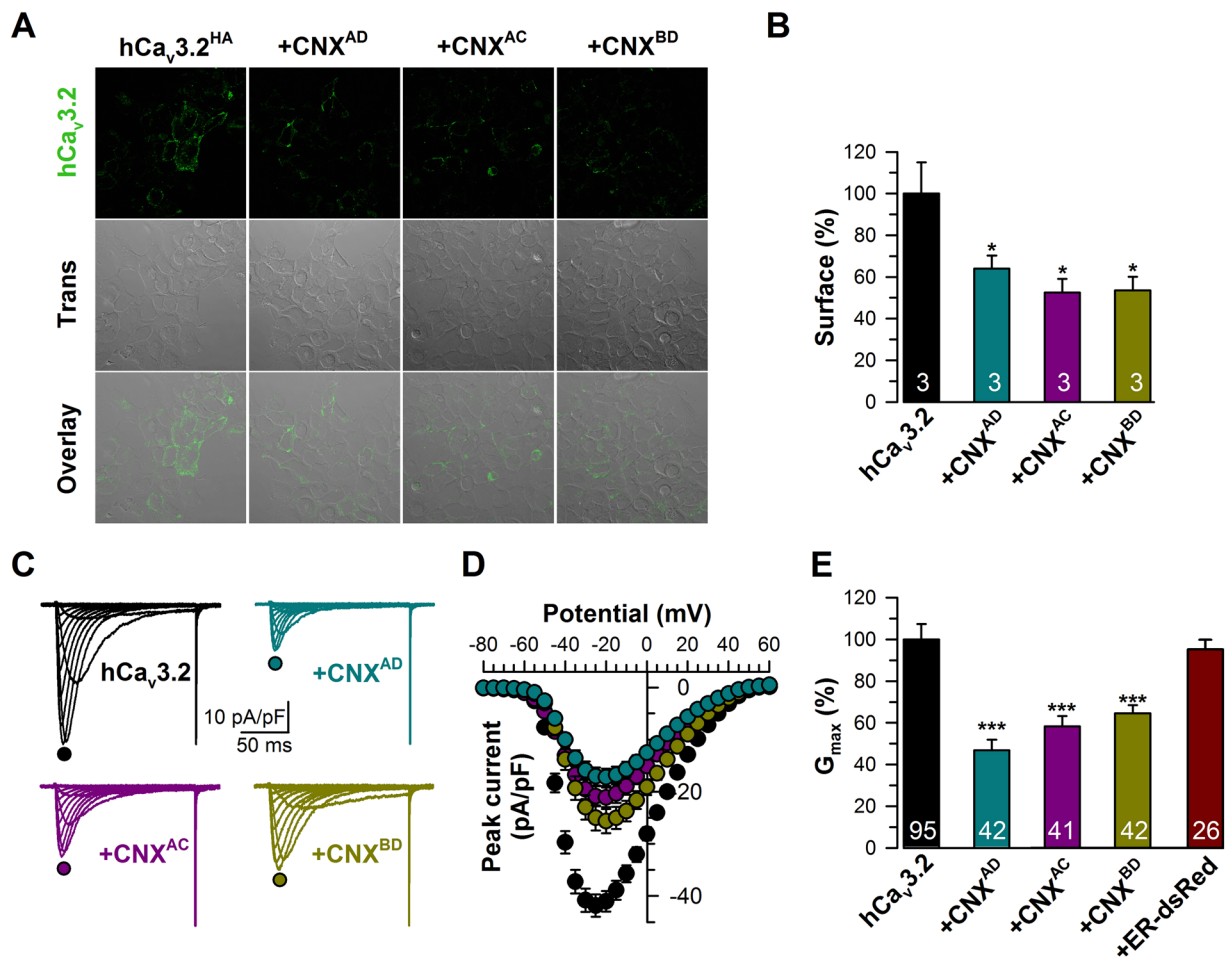 A
hCav3.2HA
+CNXAD
+CNXAC
+CNXBD
hCav3.2
Trans
Overlay
B
Surface (%)
120
100
80
60
40
20
0
*
*
*
3
3
3
3
hCav3.2
+CNXAD
+CNXAC
+CNXBD
C
hCav3.2
+CNXAD
10 pA/pF
50 ms
+CNXAC
+CNXBD
D
Potential (mV)
-80 -60 -40 -20 0 20 40 60
0
-20
-40
Peak current
(pA/pF)
E
Gmax (%)
120
100
80
60
40
20
0
***
***
***
95
42
41
42
26
hCav3.2
+CNXAD
+CNXAC
+CNXBD
+ER-dsRed